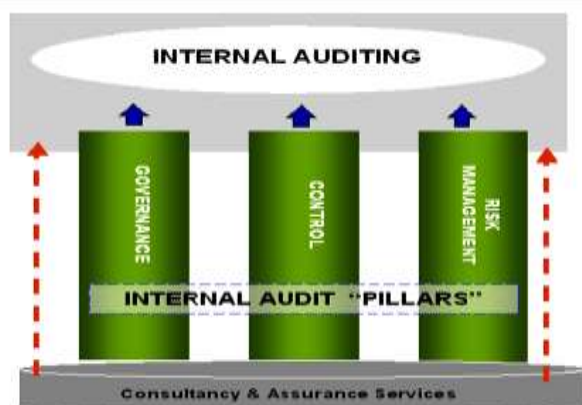 INTERNAL AUDITING
GOVERNANCE
CONTROL
RISK
MANAGEMENT
INTERNAL AUDIT “PILLARS”
Consultancy & Assurance Services